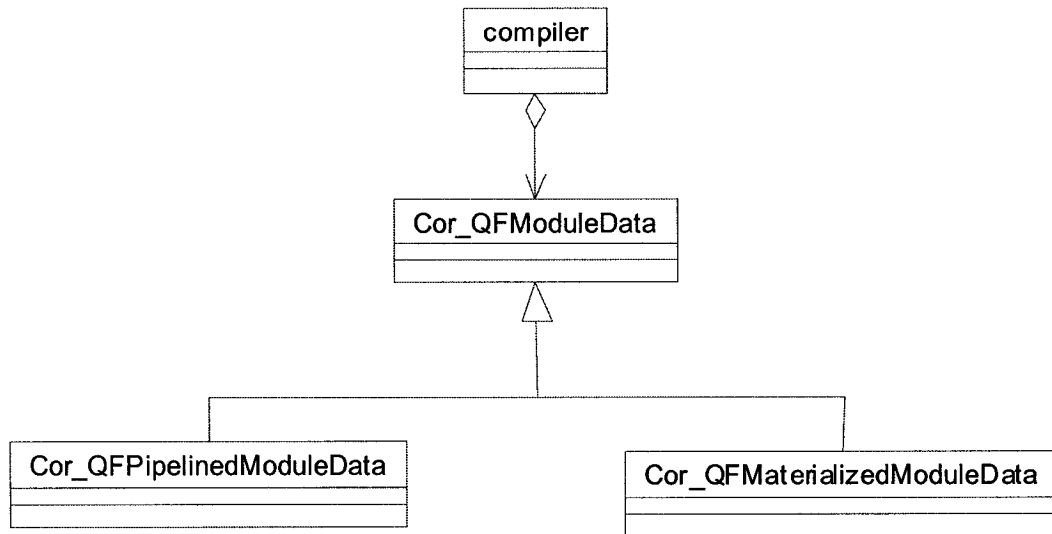 compiler
Cor_QFModuleData
Cor_QFPipelinedModuleData
Cor_QFMaterializedModuleData